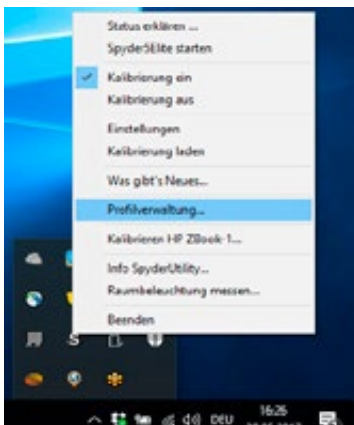 Status erklären ...
Spyder5Elite starten
Kalibrierung ein
Kalibrierung aus
Einstellungen
Kalibrierung laden
Was gibt's Neues...
Profilverwaltung...
Kalibrieren HP ZBook-1...
Info SpyderUtility...
Raumbeleuchtung messen...
Beenden
S
DEU 16:26